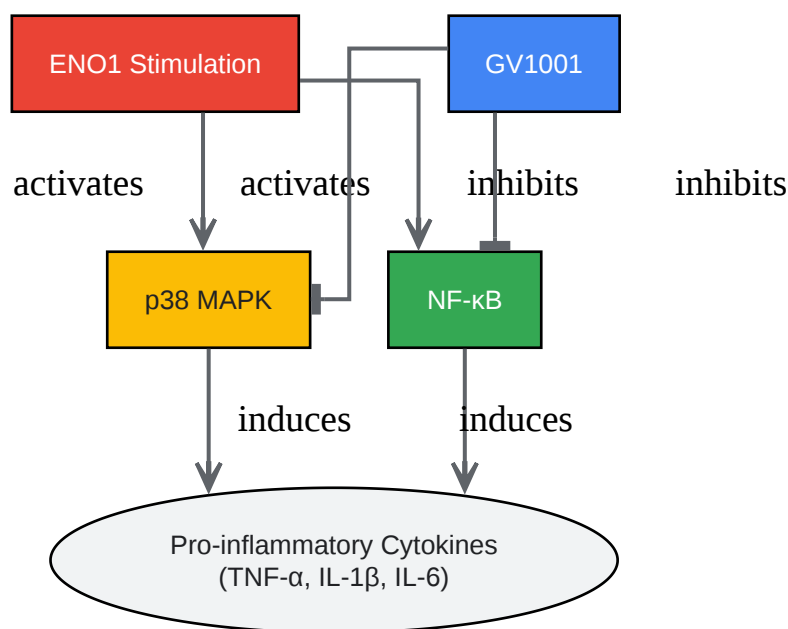 ENO1 Stimulation
GV1001
activates
activates
inhibits
inhibits
p38 MAPK
NF-κB
induces
induces
Pro-inflammatory Cytokines
(TNF-α, IL-1β, IL-6)